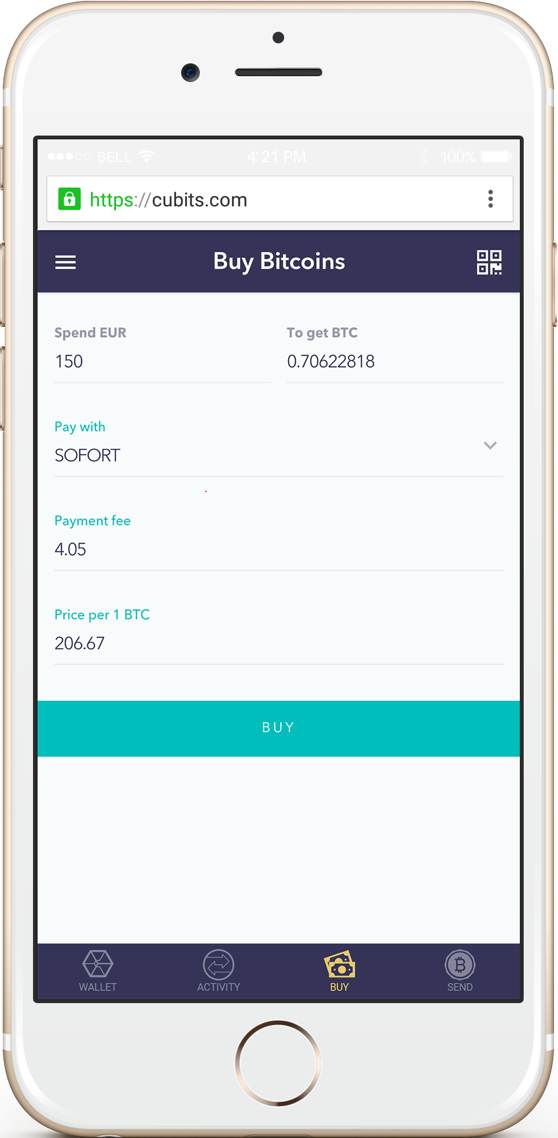 BELL 4:21 PM 100%
https://cubits.com
Buy Bitcoins
Spend EUR To get BTC
150 0.70622818
Pay with
SOFORT
Payment fee
4.05
Price per 1 BTC
206.67
BUY
WALLET ACTIVITY BUY SEND